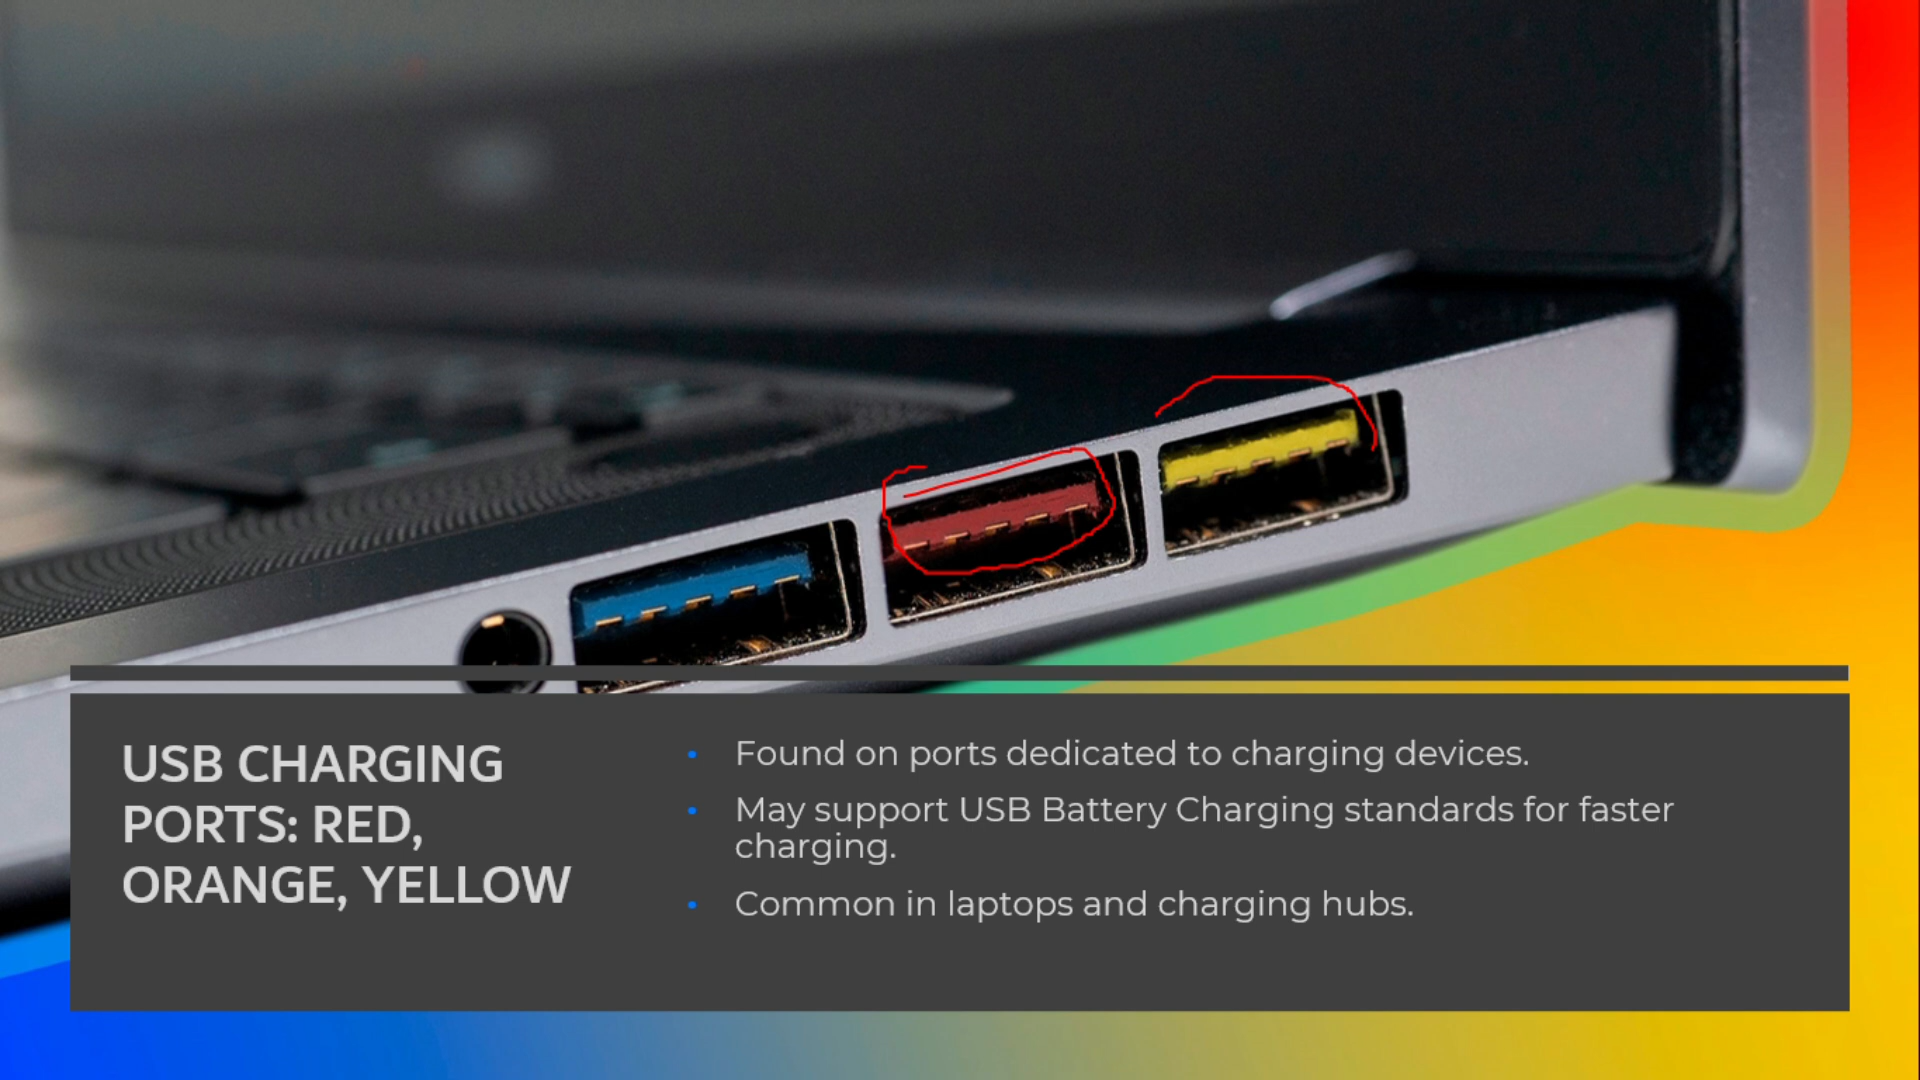 USB CHARGING
PORTS: RED,
ORANGE, YELLOW
• Found on ports dedicated to charging devices.
• May support USB Battery Charging standards for faster
charging.
• Common in laptops and charging hubs.